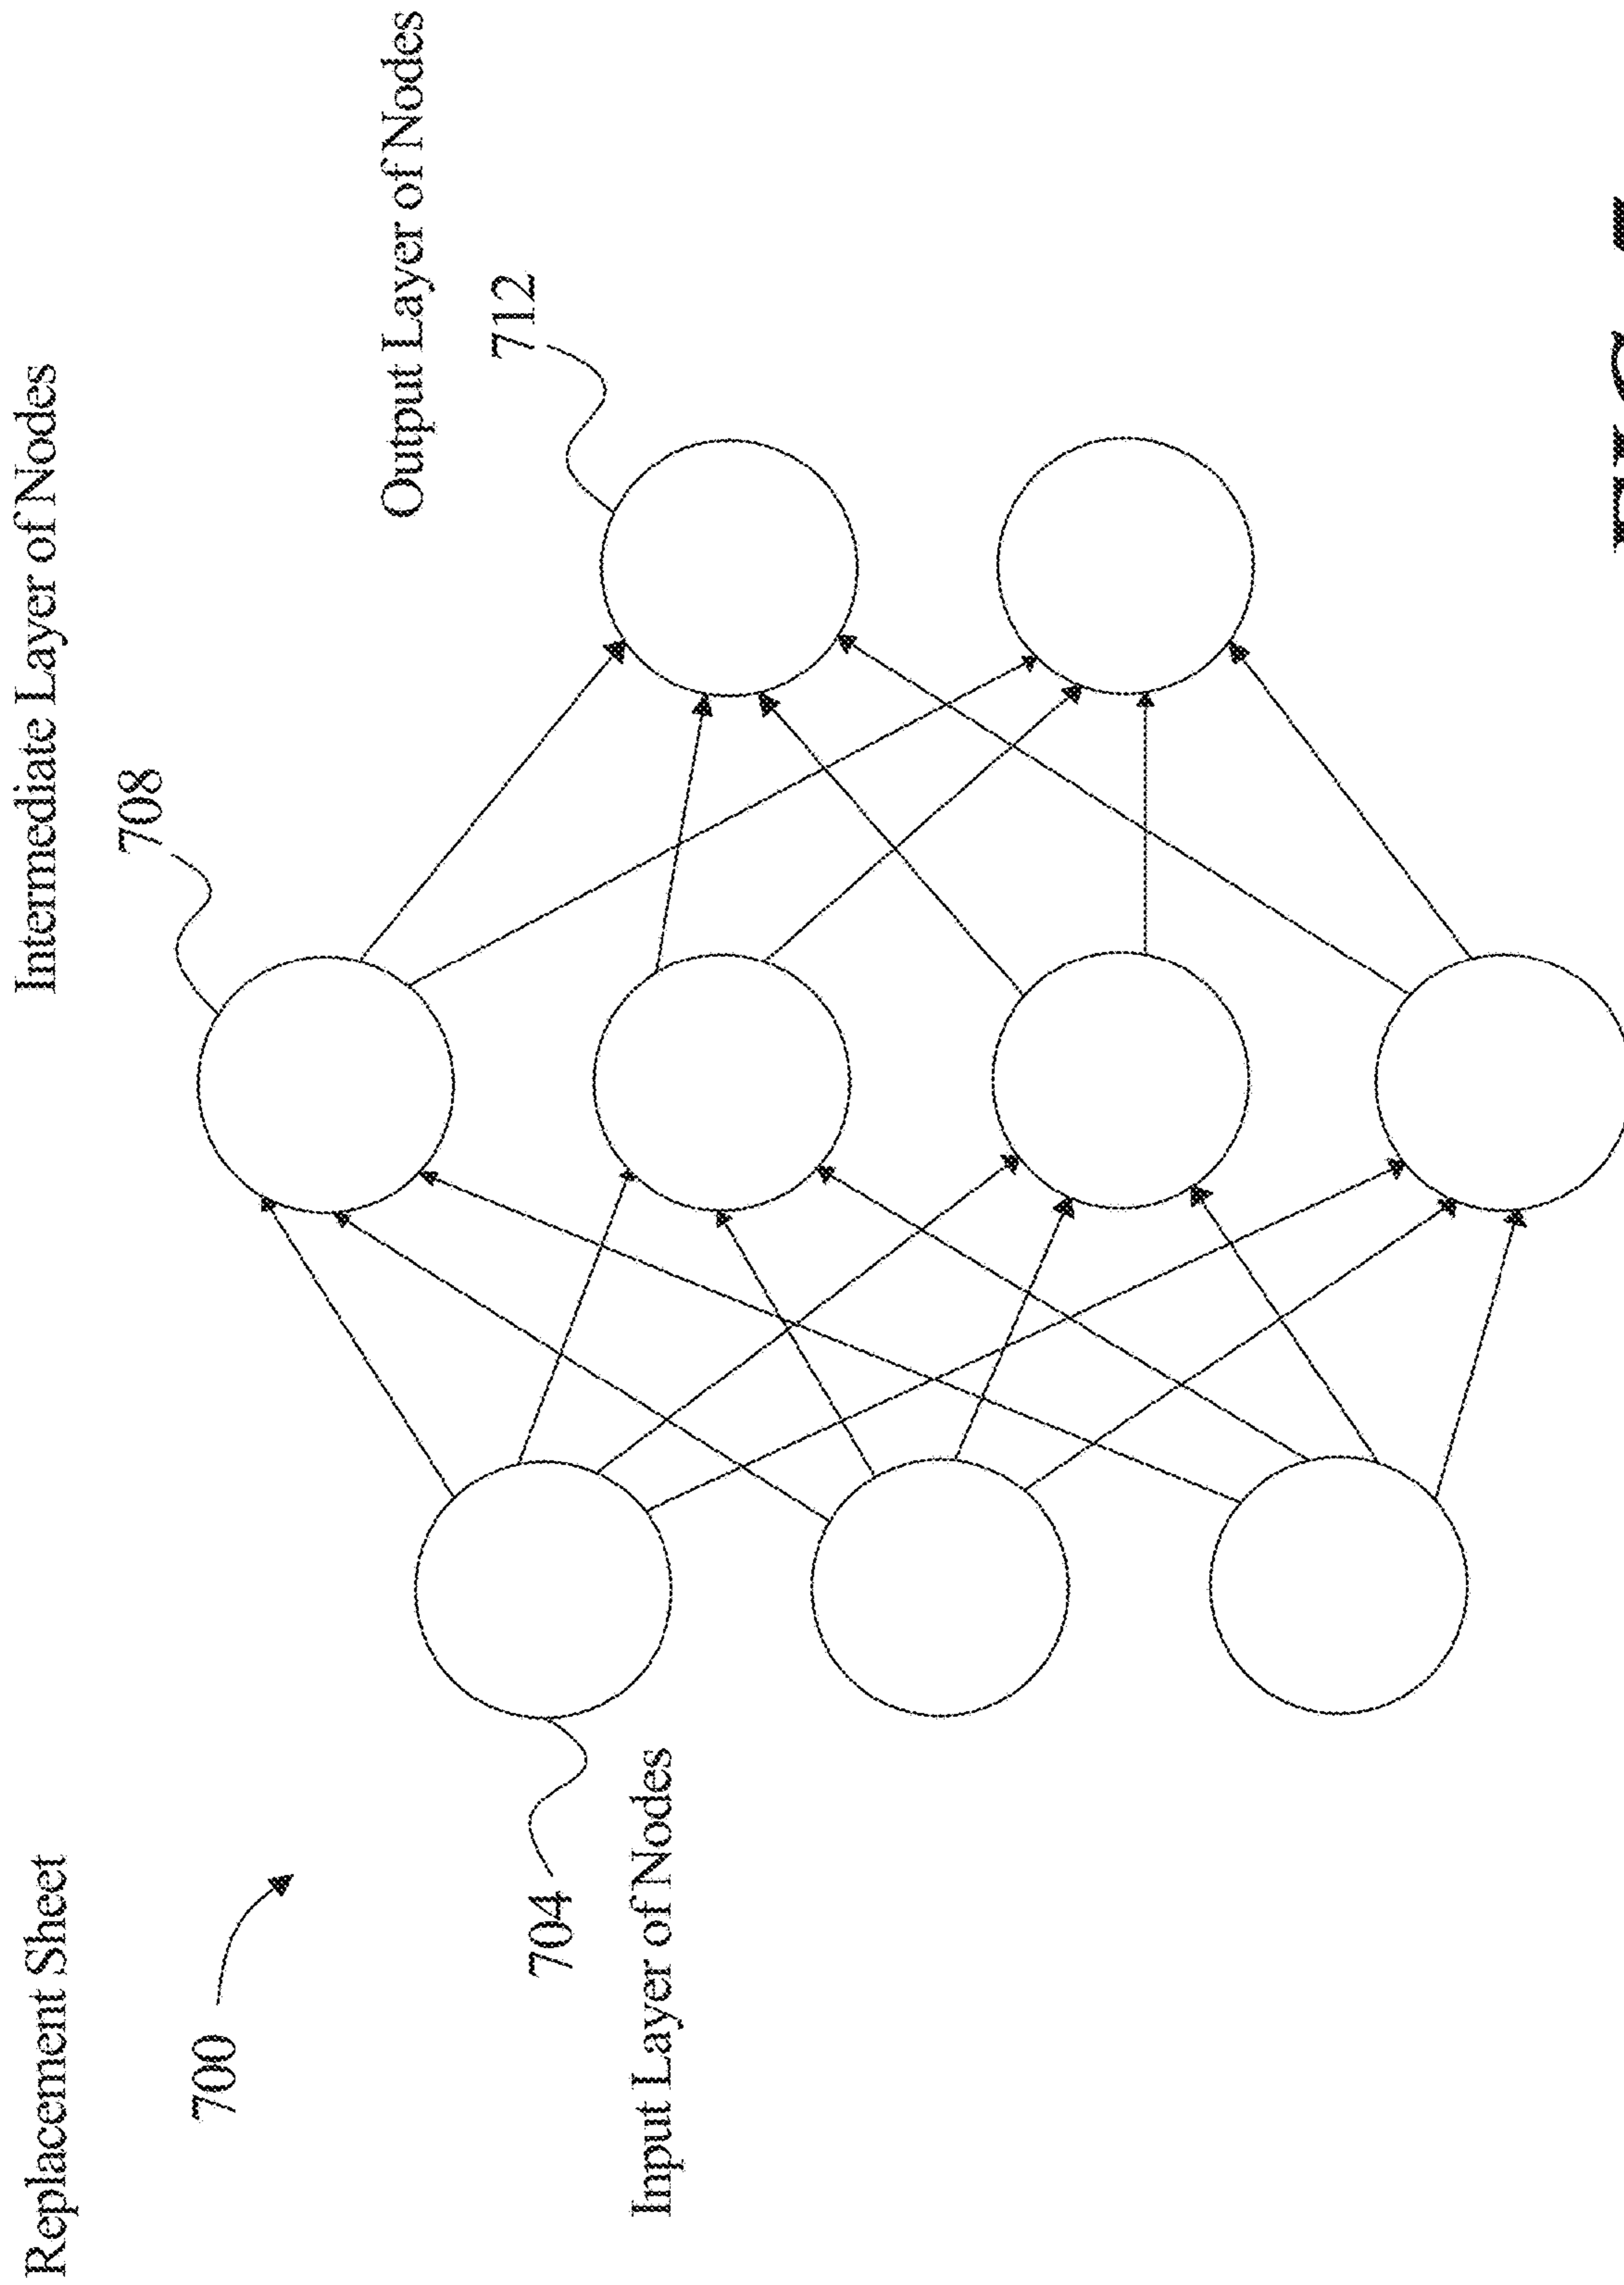 Replacement Sheet
Intermediate Layer of Nodes
700
708
Output Layer of Nodes
712
704
Input Layer of Nodes